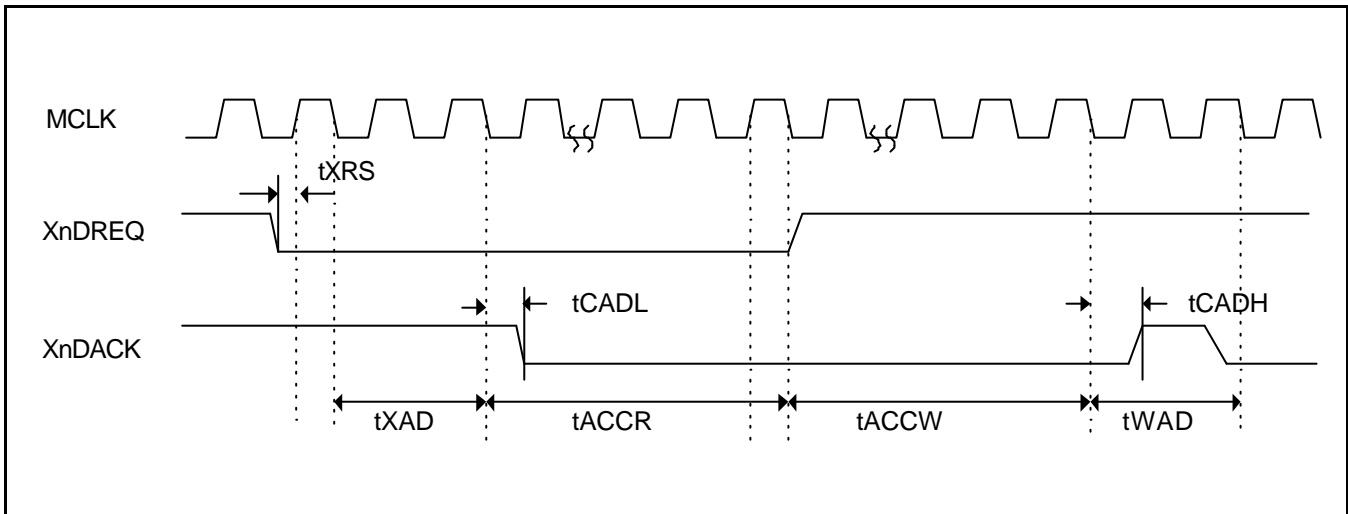 MCLK
tXRS
XnDREQ
tCADL
tCADH
XnDACK
tXAD
tACCR
tACCW
tWAD